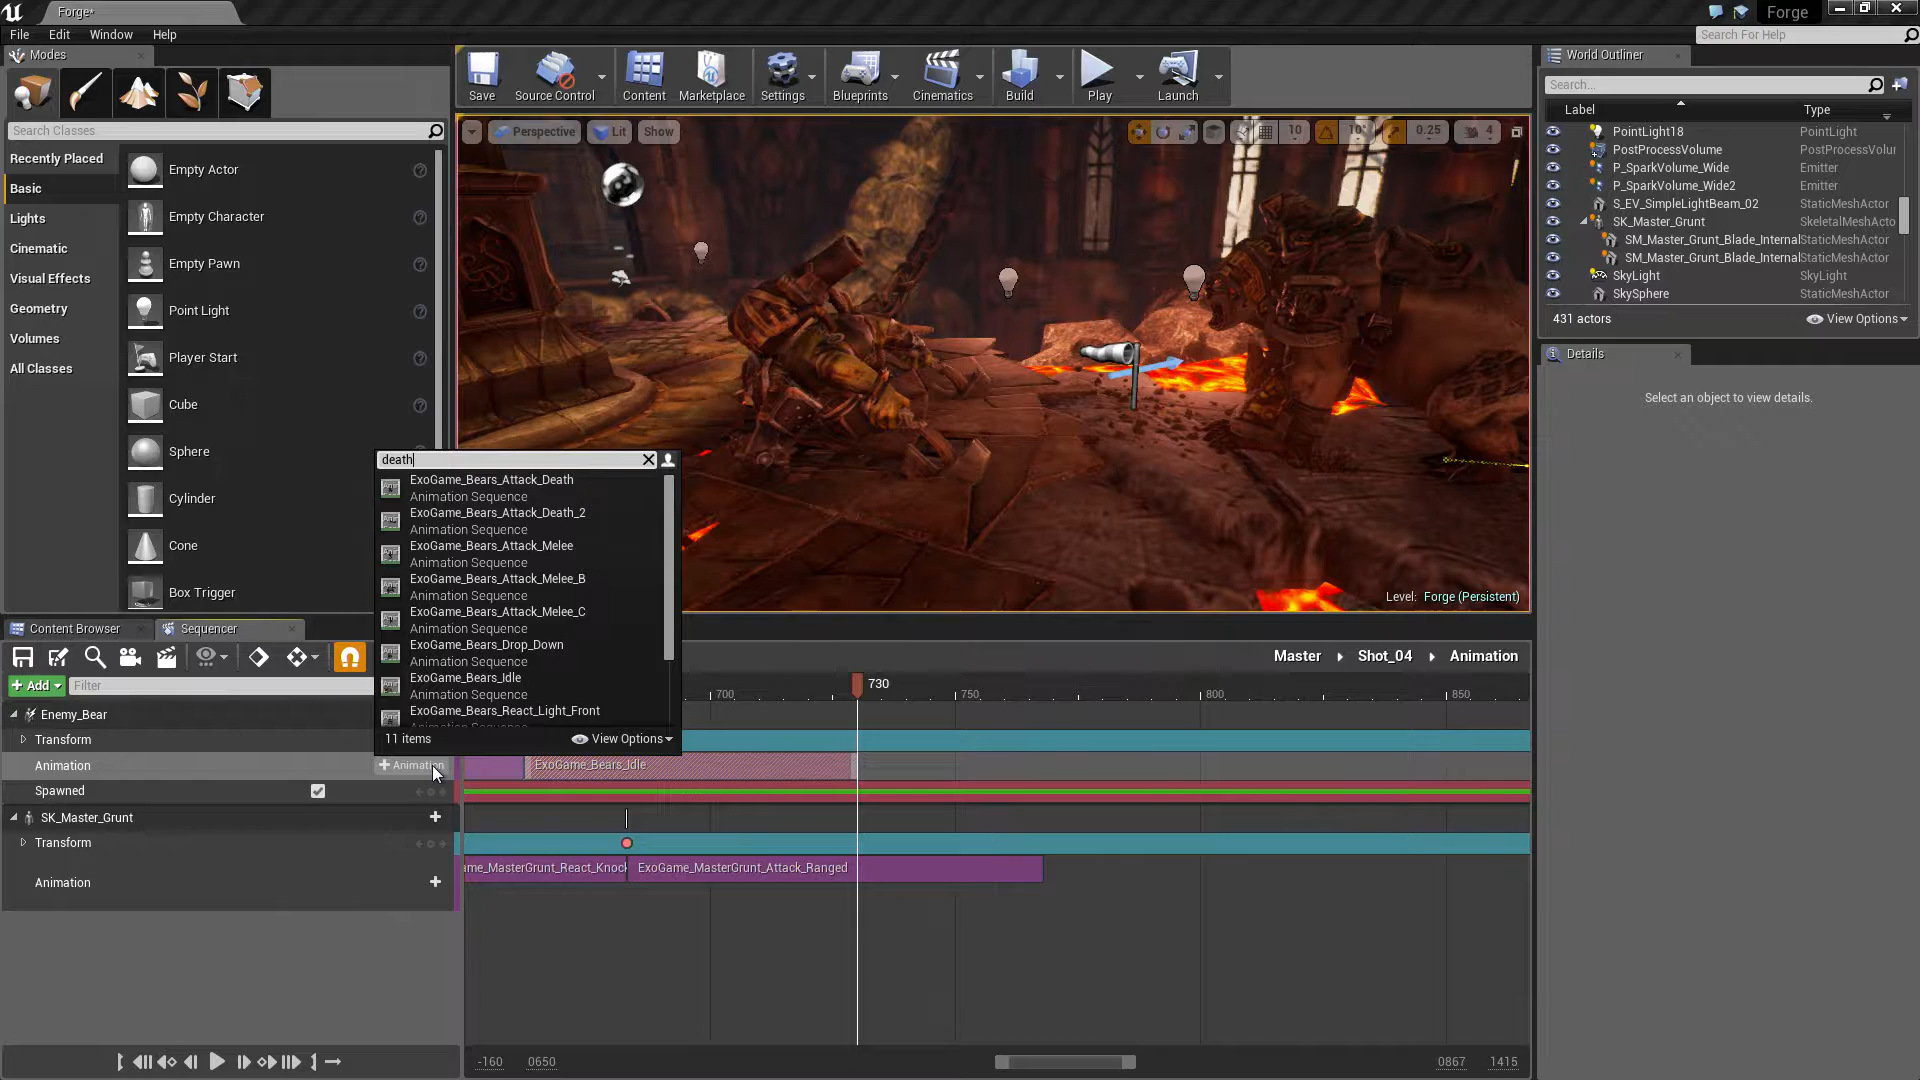 Forge*
Forge
File Edit Window Help
Search For Help
Modes
Search Classes
Recently Placed
Basic
Lights
Cinematic
Visual Effects
Geometry
Volumes
All Classes
Empty Actor
Empty Character
Empty Pawn
Point Light
Player Start
Cube
Sphere
Cylinder
Cone
Box Trigger
Save
Source Control
Content
Marketplace
Settings
Blueprints
Cinematics
Build
Play
Launch
Perspective Lit Show
10 10° 0.25 4
Level: Forge (Persistent)
World Outliner
Search...
Label Type
PointLight18 PointLight
PostProcessVolume PostProcessVolur
P_SparkVolume_Wide Emitter
P_SparkVolume_Wide2 Emitter
S_EV_SimpleLightBeam_02 StaticMeshActor
SK_Master_Grunt SkeletalMeshActo
SM_Master_Grunt_Blade_Internal StaticMeshActor
SM_Master_Grunt_Blade_Internal StaticMeshActor
SkyLight SkyLight
SkySphere StaticMeshActor
431 actors View Options
Details
Select an object to view details.
death
ExoGame_Bears_Attack_Death
Animation Sequence
ExoGame_Bears_Attack_Death_2
Animation Sequence
ExoGame_Bears_Attack_Melee
Animation Sequence
ExoGame_Bears_Attack_Melee_B
Animation Sequence
ExoGame_Bears_Attack_Melee_C
Animation Sequence
ExoGame_Bears_Drop_Down
Animation Sequence
ExoGame_Bears_Idle
Animation Sequence
ExoGame_Bears_React_Light_Front
Animation Sequence
11 items View Options
Content Browser Sequencer
Master Shot_04 Animation
Add Filter
700 730 750 800 850
Enemy_Bear
Transform
Animation
Animation
ExoGame_Bears_Idle
Spawned
SK_Master_Grunt
Transform
Animation
ame_MasterGrunt_React_Knock ExoGame_MasterGrunt_Attack_Ranged
-160 0650 0867 1415